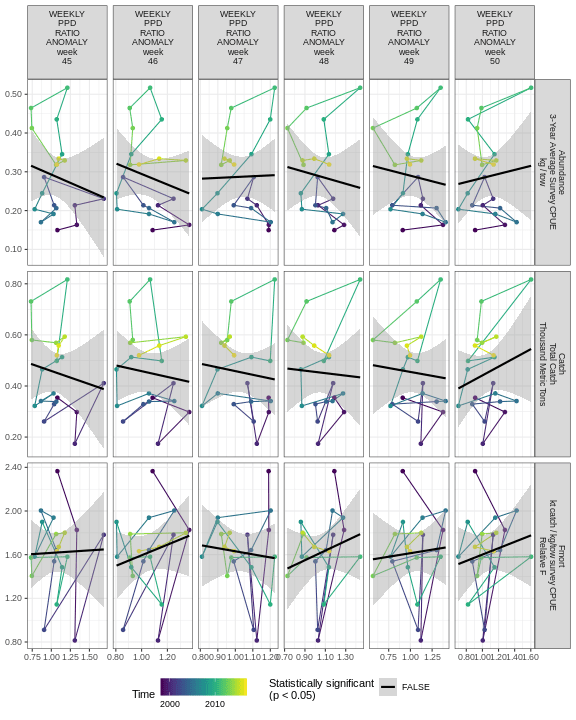 WEEKLY
PPD
RATIO
ANOMALY
week
45
WEEKLY
PPD
RATIO
ANOMALY
week
46
WEEKLY
PPD
RATIO
ANOMALY
week
47
WEEKLY
PPD
RATIO
ANOMALY
week
48
WEEKLY
PPD
RATIO
ANOMALY
week
49
WEEKLY
PPD
RATIO
ANOMALY
week
50
0.50
0.40
0.30
0.20
0.10
Abundance
3-Year Average Survey CPUE
kg / tow
0.80
0.60
0.40
0.20
Catch
Total Catch
Thousand Metric Tons
2.40
2.00
1.60
1.20
0.80
Fmort
kt catch / kg/tow survey CPUE
Relative F
0.75 1.00 1.25 1.50
0.80 1.00 1.20
0.800.90 1.00 1.10 1.20
0.70 0.90 1.10 1.30
0.75 1.00 1.25
0.80 1.00 1.20 1.40 1.60
Time
2000 2010
Statistically significant
(p < 0.05)
FALSE